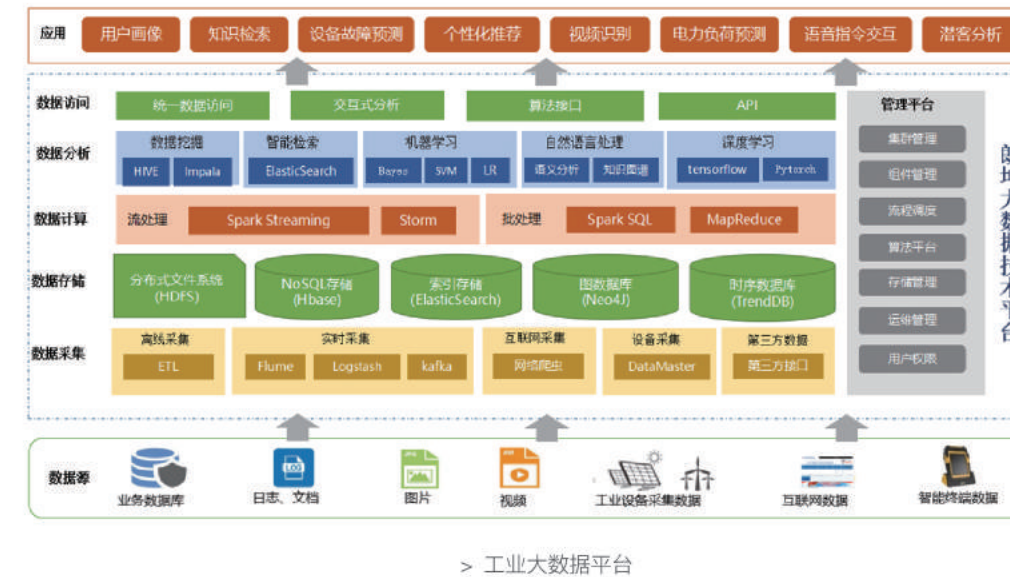 应用 用户画像 知识检索 设备故障预测 个性化推荐 视频识别 电力负荷预测 语音指令交互 潜客分析
数据访问 统一数据访问 交互式分析 算法接口 API 管理平台
数据分析 数据挖掘 智能检索 机器学习 自然语言处理 深度学习 集群管理
HIVE Impala ElasticSearch Bayes SVM LR 语义分析 知识图谱 tensorflow Pytorch 组件管理
数据计算 流处理 Spark Streaming Storm 批处理 Spark SQL MapReduce 流程调度
算法平台
数据存储 分布式文件系统 NoSQL存储 索引存储 图数据库 时序数据库 存储管理
(HDFS) (Hbase) (ElasticSearch) (Neo4J) (TrendDB)
运维管理
数据采集 离线采集 实时采集 互联网采集 设备采集 第三方数据 用户权限
ETL Flume Logstash kafka 网络爬虫 DataMaster 第三方接口
朗坤大数据技术平台
数据源 LOG
业务数据库 日志、文档 图片 视频 工业设备采集数据 互联网数据 智能终端数据
> 工业大数据平台